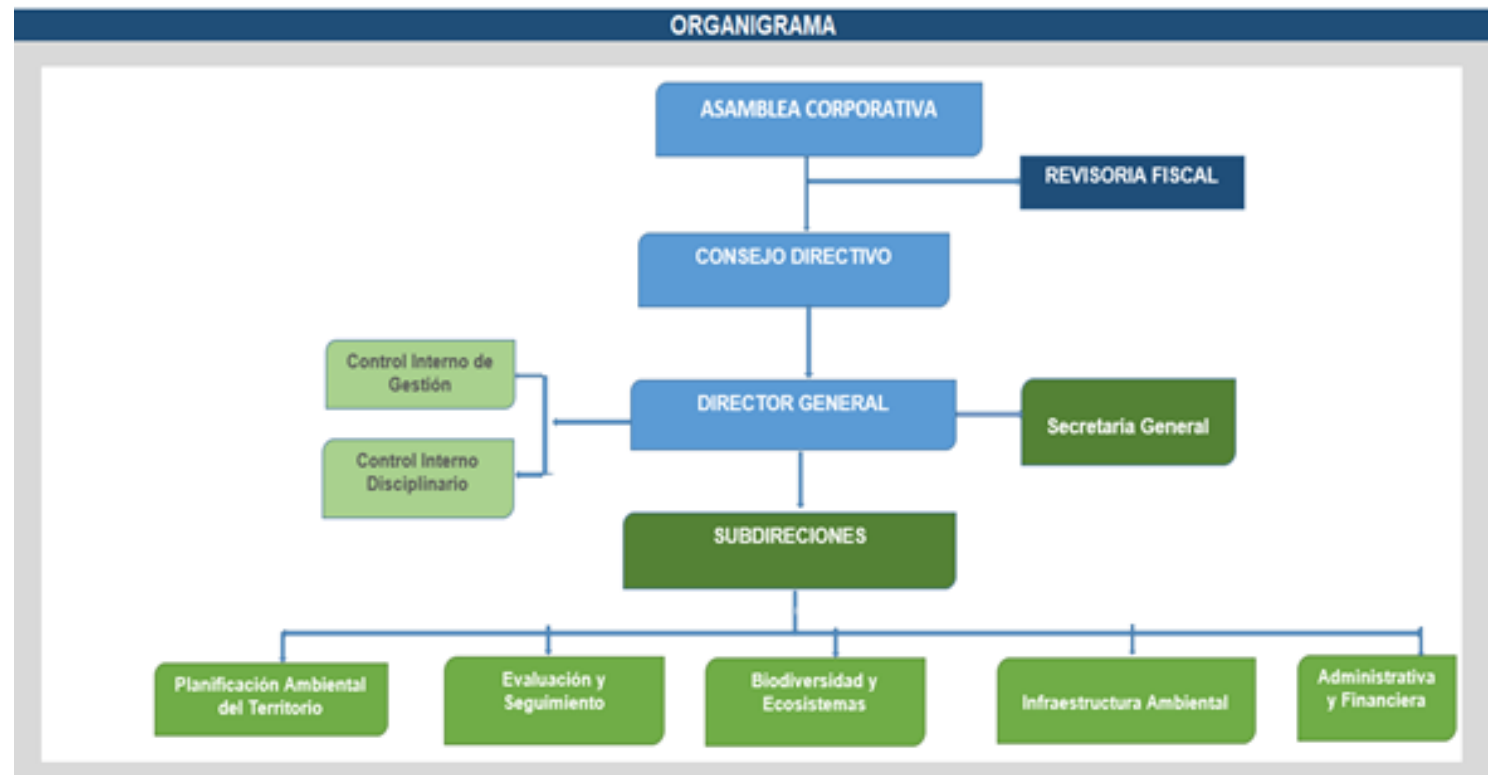 ORGANIGRAMA
ASAMBLEA CORPORATIVA
REVISORIA FISCAL
CONSEJO DIRECTIVO
Control Interno de
Gestión
DIRECTOR GENERAL
Secretaría General
Control Interno
Disciplinario
SUBDIRECIONES
Planificación Ambiental
del Territorio
Evaluación y
Seguimiento
Biodiversidad y
Ecosistemas
Infraestructura Ambiental
Administrativa
y Financiera